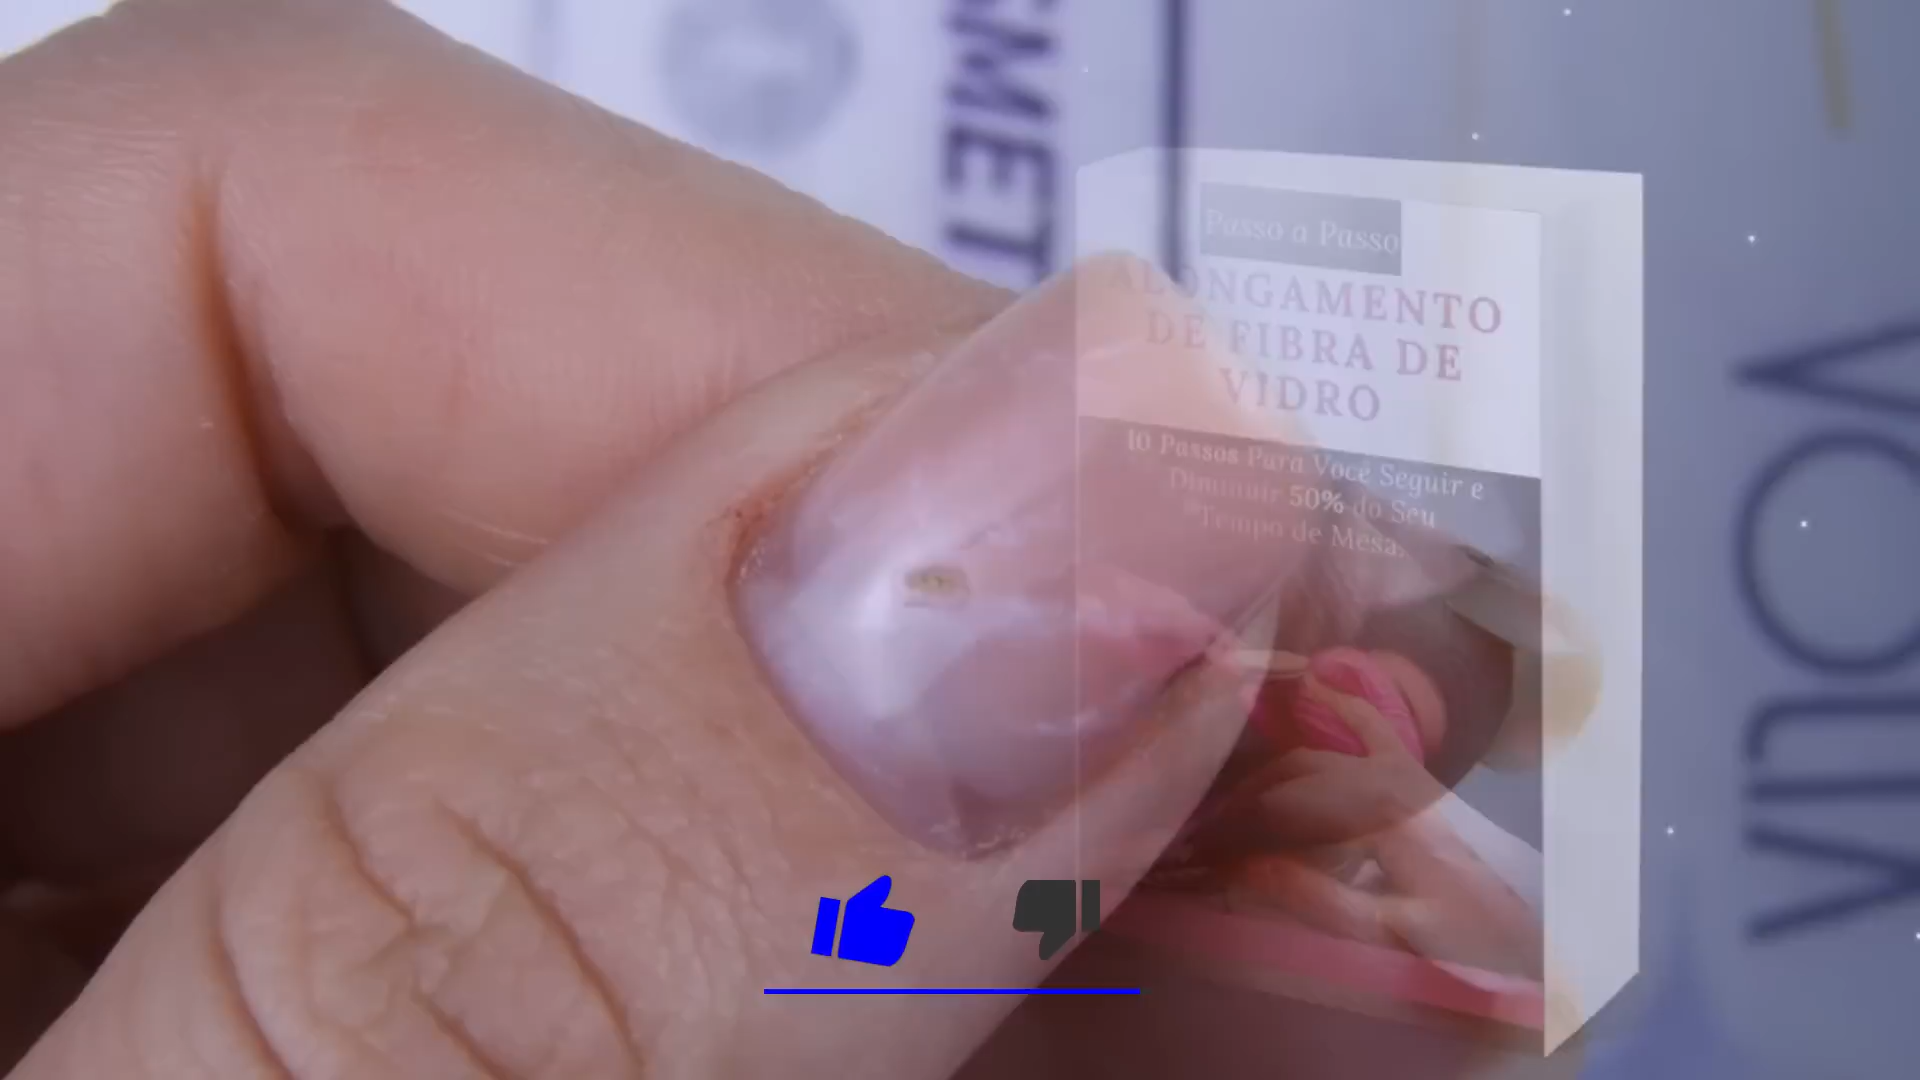 Passo a Passo
ALONGAMENTO
DE FIBRA DE
VIDRO
10 Passos Para Você Seguir e
Diminuir 50% do Seu
Tempo de Mesa.